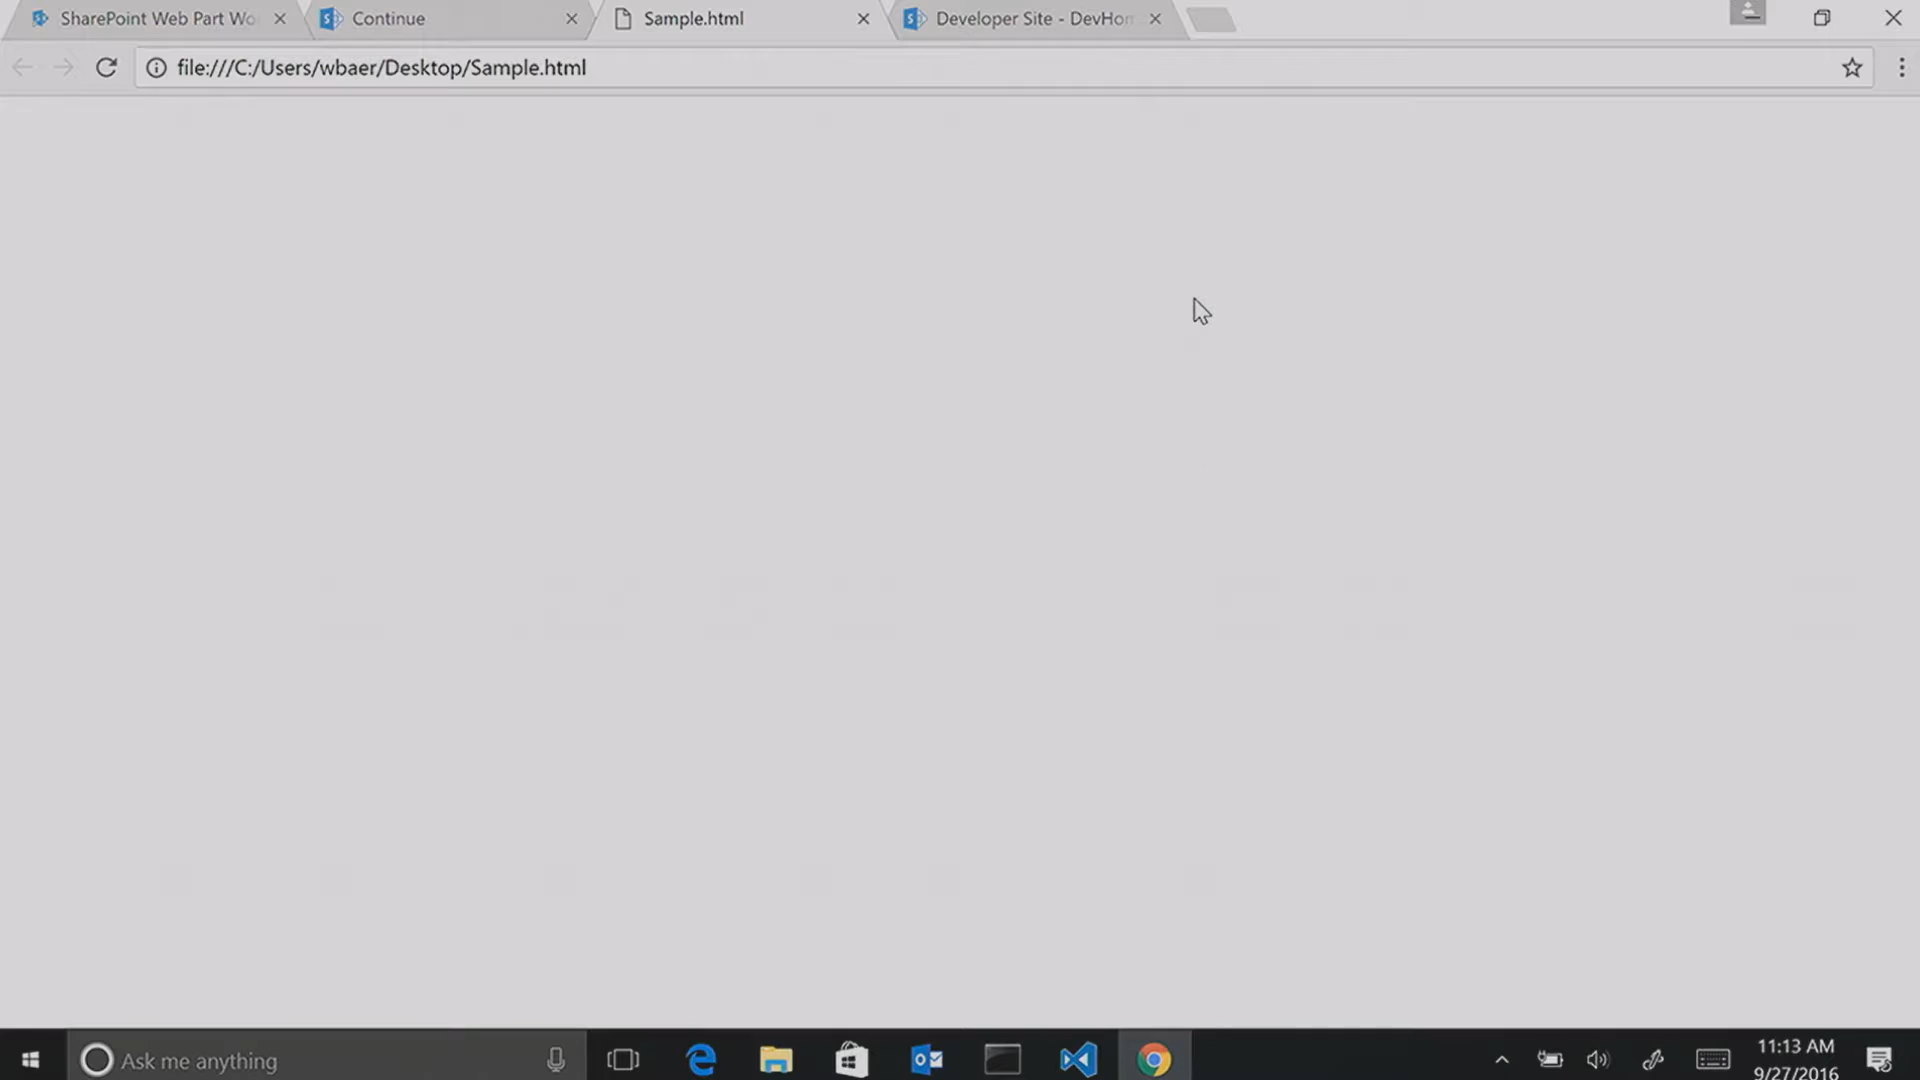 SharePoint Web Part Wo
Continue
Sample.html
Developer Site - DevHom
file:///C:/Users/wbaer/Desktop/Sample.html
Ask me anything
11:13 AM
9/27/2016